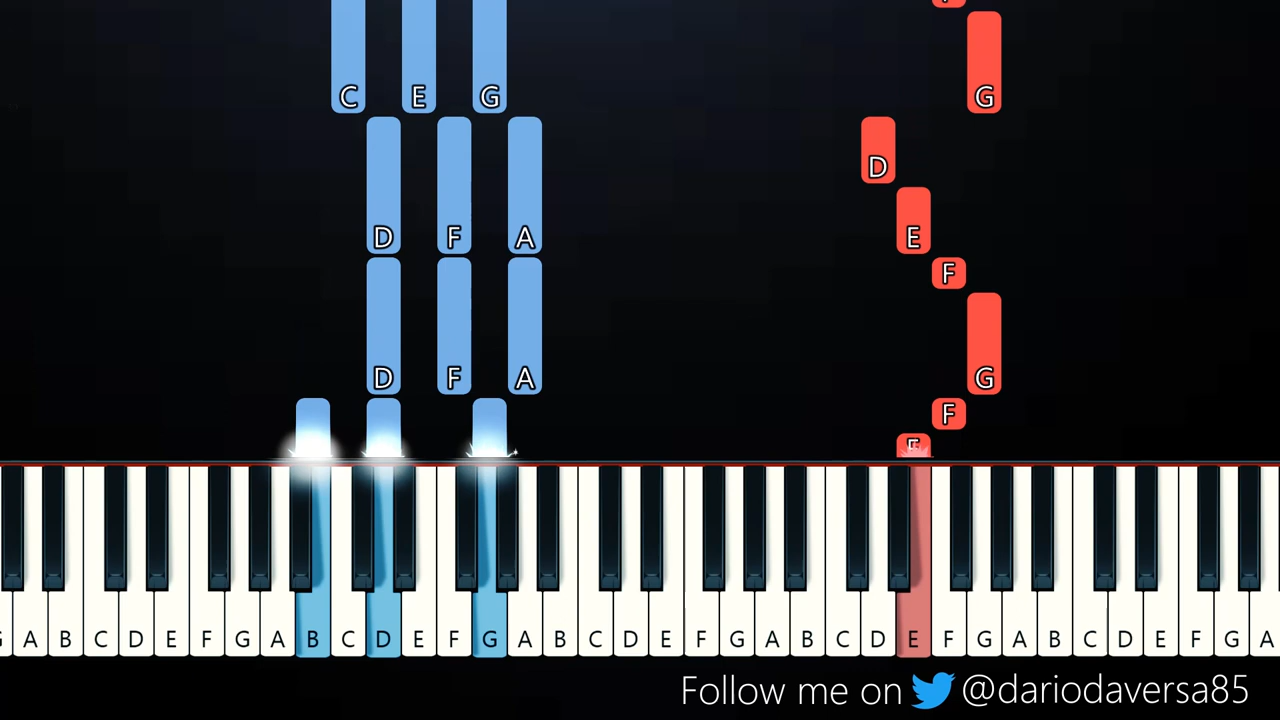 C E G G
D
D F A E
F
D F A G
F
E
A B C D E F G A B C D E F G A B C D E F G A B C D E F G A B C D E F G A
Follow me on @dariodaversa85